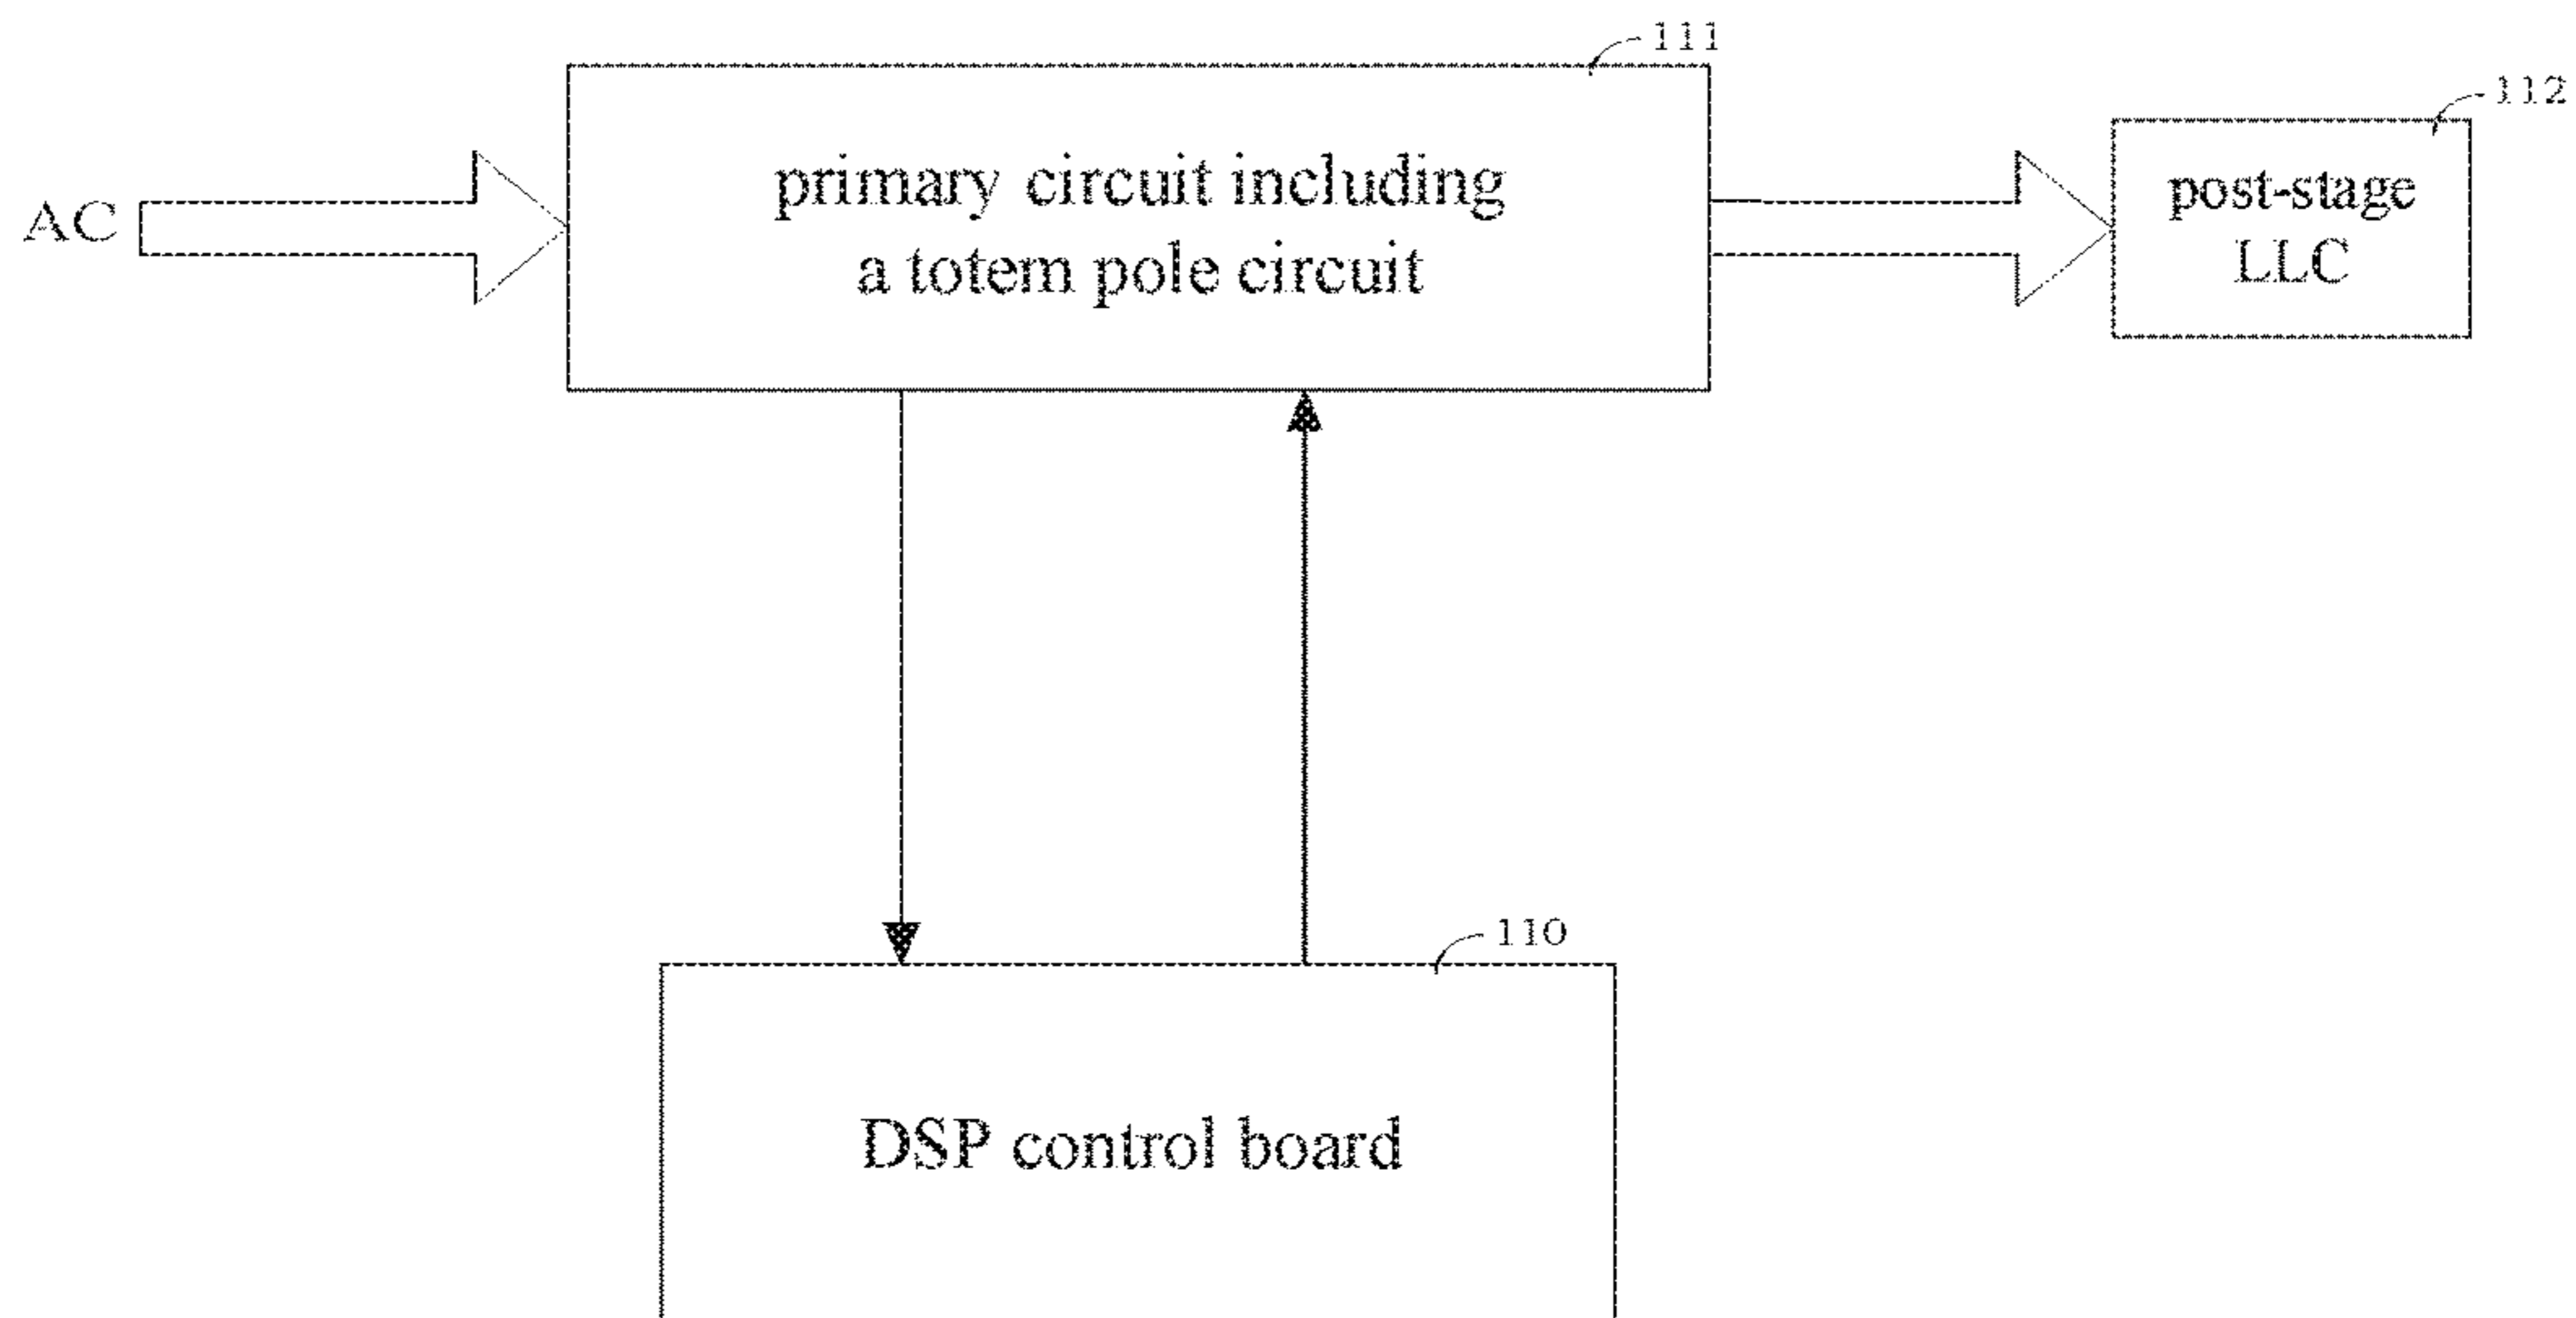 111
112
AC
primary circuit including
a totem pole circuit
post-stage
LLC
110
DSP control board